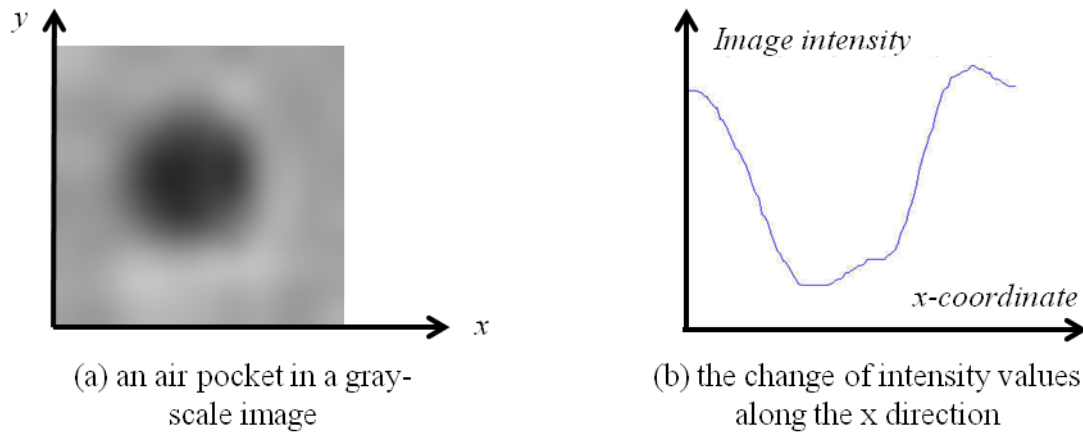 y
x
(a) an air pocket in a gray-
scale image
Image intensity
x-coordinate
(b) the change of intensity values
along the x direction